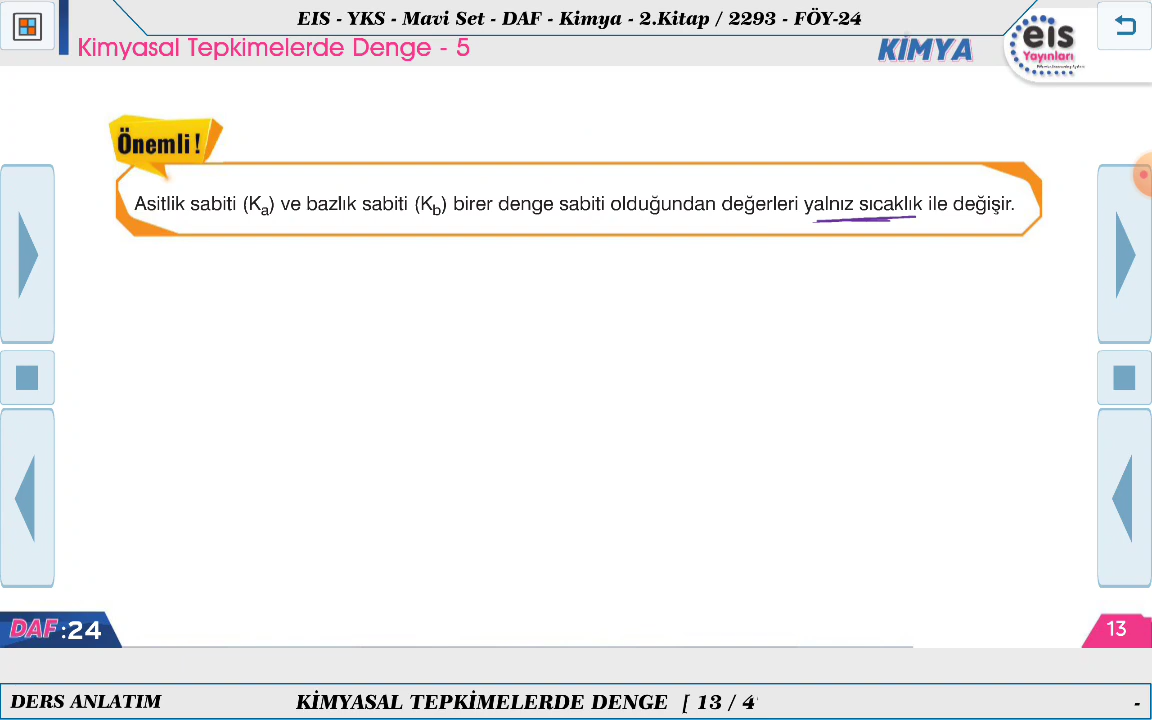 EIS - YKS - Mavi Set - DAF - Kimya - 2.Kitap / 2293 - FÖY-24
Kimyasal Tepkimelerde Denge - 5
KİMYA
eis
Yayınları
Önemli!
Asitlik sabiti (Ka) ve bazlık sabiti (Kb) birer denge sabiti olduğundan değerleri yalnız sıcaklık ile değişir.
DAF :24
13
DERS ANLATIM
KİMYASAL TEPKİMELERDE DENGE [ 13 / 4
-